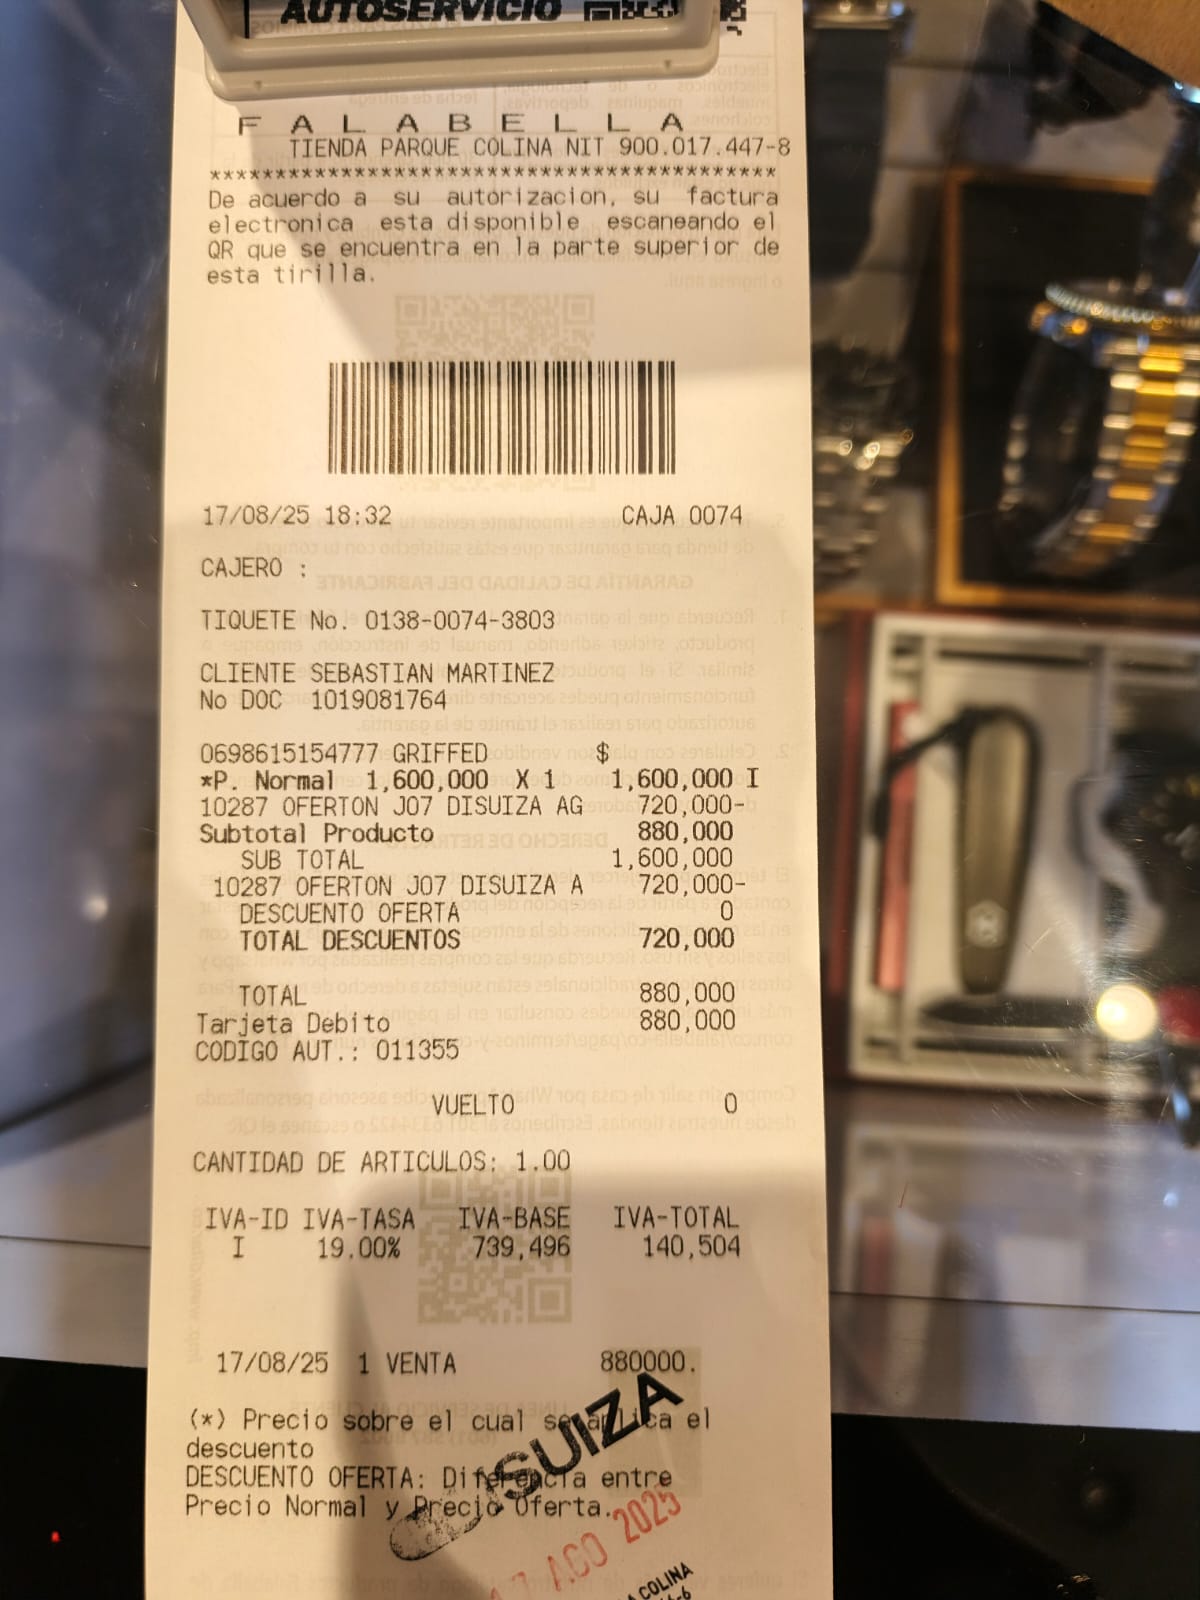 AUTOSERVICIO
FALABELLA
TIENDA PARQUE COLINA NIT 900.017.447-8
*****************************************
De acuerdo a su autorizacion, su factura
electronica esta disponible escaneando el
QR que se encuentra en la parte superior de
esta tirilla.
17/08/25 18:32 CAJA 0074
CAJERO :
TIQUETE No. 0138-0074-3803
CLIENTE SEBASTIAN MARTINEZ
No DOC 1019081764
0698615154777 GRIFFED $
*P. Normal 1,600,000 X 1 1,600,000 I
10287 OFERTON J07 DISUIZA AG 720,000-
Subtotal Producto 880,000
SUB TOTAL 1,600,000
10287 OFERTON J07 DISUIZA A 720,000-
DESCUENTO OFERTA 0
TOTAL DESCUENTOS 720,000
TOTAL 880,000
Tarjeta Debito 880,000
CODIGO AUT.: 011355
VUELTO 0
CANTIDAD DE ARTICULOS: 1.00
IVA-ID IVA-TASA IVA-BASE IVA-TOTAL
I 19.00% 739,496 140,504
17/08/25 1 VENTA 880000.
(*) Precio sobre el cual se aplica el
descuento
DESCUENTO OFERTA: Diferencia entre
Precio Normal y Precio Oferta.
SUIZA
AGO 2025
COLINA